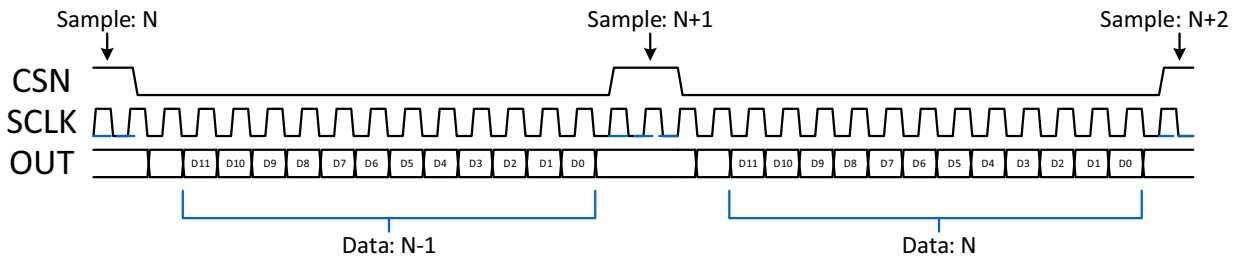 Sample: N Sample: N+1 Sample: N+2
CSN
SCLK
OUT D11 D10 D9 D8 D7 D6 D5 D4 D3 D2 D1 D0 D11 D10 D9 D8 D7 D6 D5 D4 D3 D2 D1 D0
Data: N-1 Data: N